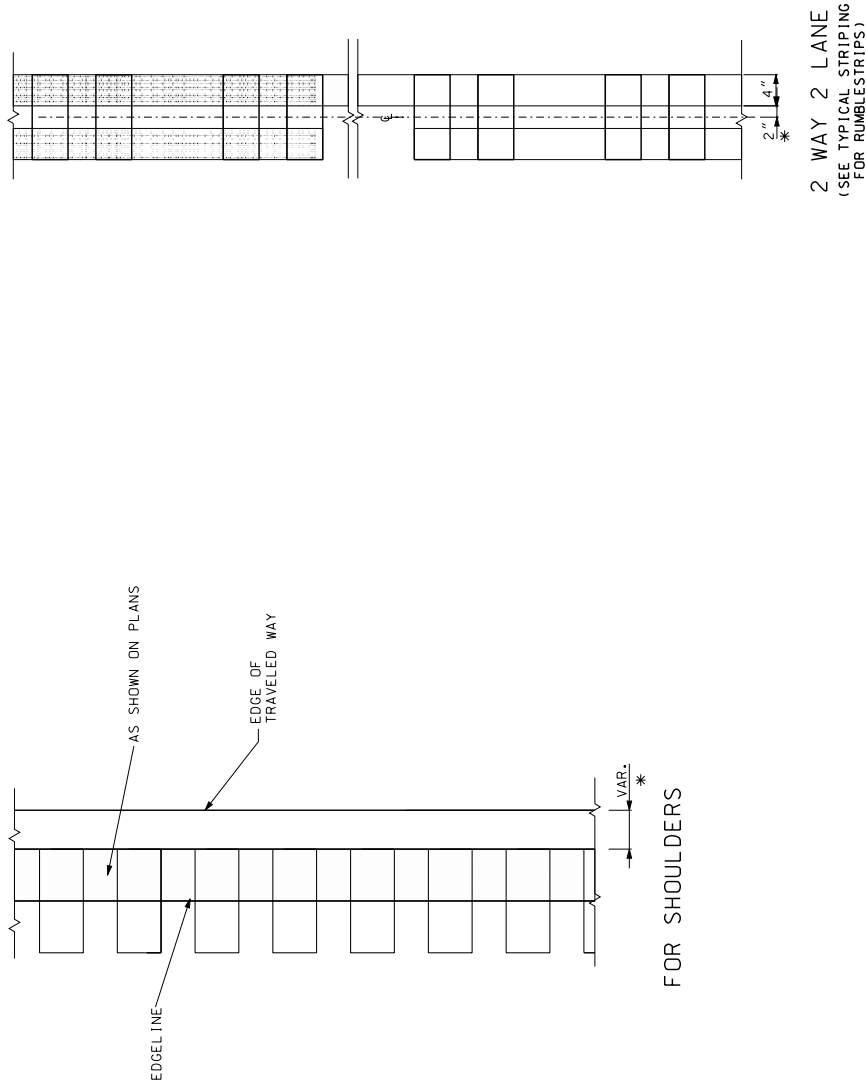 AS SHOWN ON PLANS
EDGE OF
TRAVELED WAY
EDGELINE
VAR.
*
FOR SHOULDERS
℄
2"
*
4"
2 WAY 2 LANE
(SEE TYPICAL STRIPING
FOR RUMBLESTRIPS)